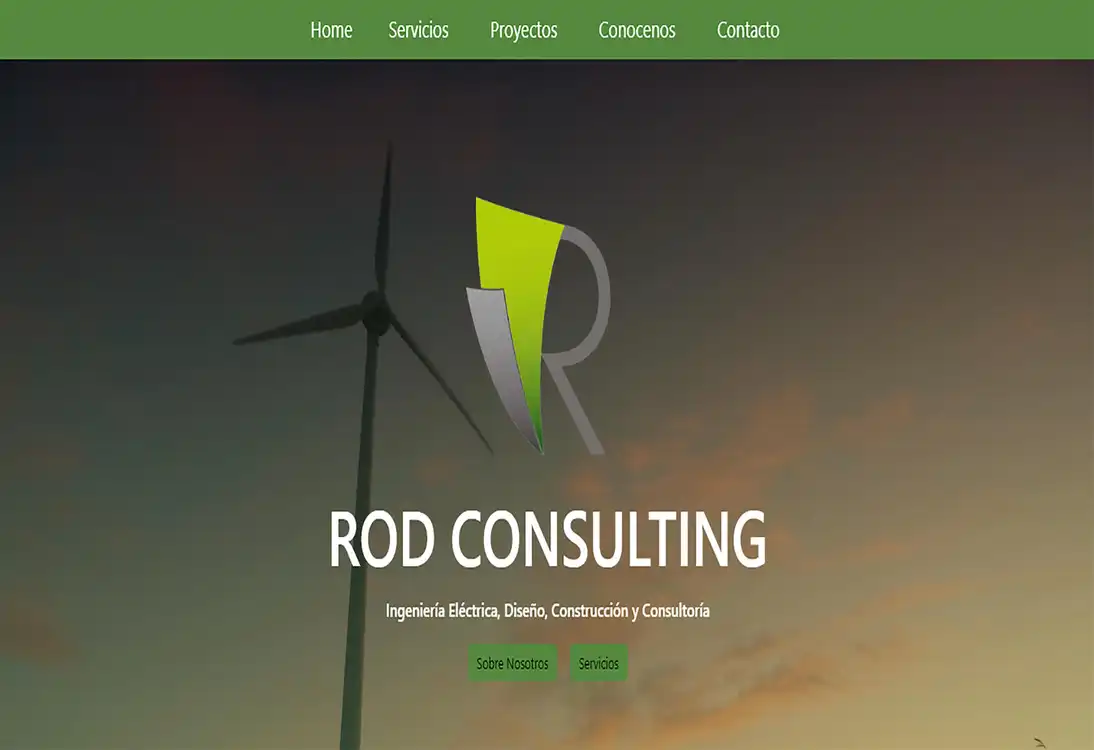 Home Servicios Proyectos Conocenos Contacto
R
ROD CONSULTING
Ingeniería Eléctrica, Diseño, Construcción y Consultoría
Sobre Nosotros Servicios